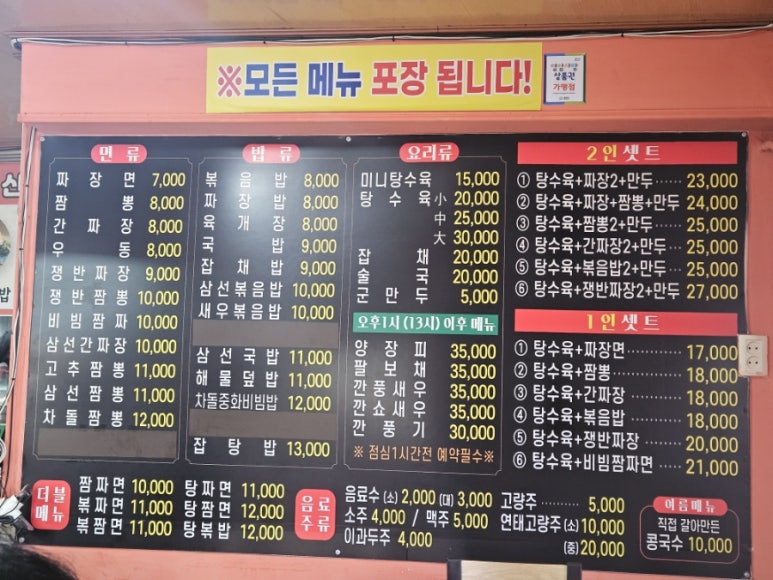 ※모든 메뉴 포장 됩니다!
상품권
가맹점
면 류
짜장면 7,000
짬뽕 8,000
간짜장 8,000
우동 8,000
쟁반짜장 9,000
쟁반짬뽕 10,000
비빔짬짜 10,000
삼선간짜장 10,000
고추짬뽕 11,000
삼선짬뽕 11,000
차돌짬뽕 12,000
밥 류
볶음밥 8,000
짜장밥 8,000
육개장 8,000
국밥 9,000
잡채밥 9,000
삼선볶음밥 10,000
새우볶음밥 10,000
삼선국밥 11,000
해물덮밥 11,000
차돌중화비빔밥 12,000
잡탕밥 13,000
요리류
미니탕수육 15,000
탕수육 小 20,000
中 25,000
大 30,000
잡채 20,000
술국 20,000
군만두 5,000
오후1시 (13시) 이후 메뉴
양장피 35,000
팔보채 35,000
깐풍새우 35,000
깐쇼새우 35,000
깐풍기 30,000
※ 점심1시간전 예약필수※
2인셋트
① 탕수육+짜장2+만두 ······ 23,000
② 탕수육+짜장+짬뽕+만두 ·· 24,000
③ 탕수육+짬뽕2+만두 ······ 25,000
④ 탕수육+간짜장2+만두 ···· 25,000
⑤ 탕수육+볶음밥2+만두 ···· 25,000
⑥ 탕수육+쟁반짜장2+만두 ·· 27,000
1인셋트
① 탕수육+짜장면 ·········· 17,000
② 탕수육+짬뽕 ············ 18,000
③ 탕수육+간짜장 ·········· 18,000
④ 탕수육+볶음밥 ·········· 18,000
⑤ 탕수육+쟁반짜장 ········ 20,000
⑥ 탕수육+비빔짬짜면 ······ 21,000
더블메뉴
짬짜면 10,000 탕짜면 11,000
볶짜면 11,000 탕짬면 12,000
볶짬면 11,000 탕볶밥 12,000
음료주류
음료수 (소) 2,000 (대) 3,000 고량주 ····· 5,000
소주 4,000 / 맥주 5,000 연태고량주 (소) 10,000
이과두주 4,000 (중) 20,000
여름메뉴
직접 갈아만든
콩국수 10,000
신
밥